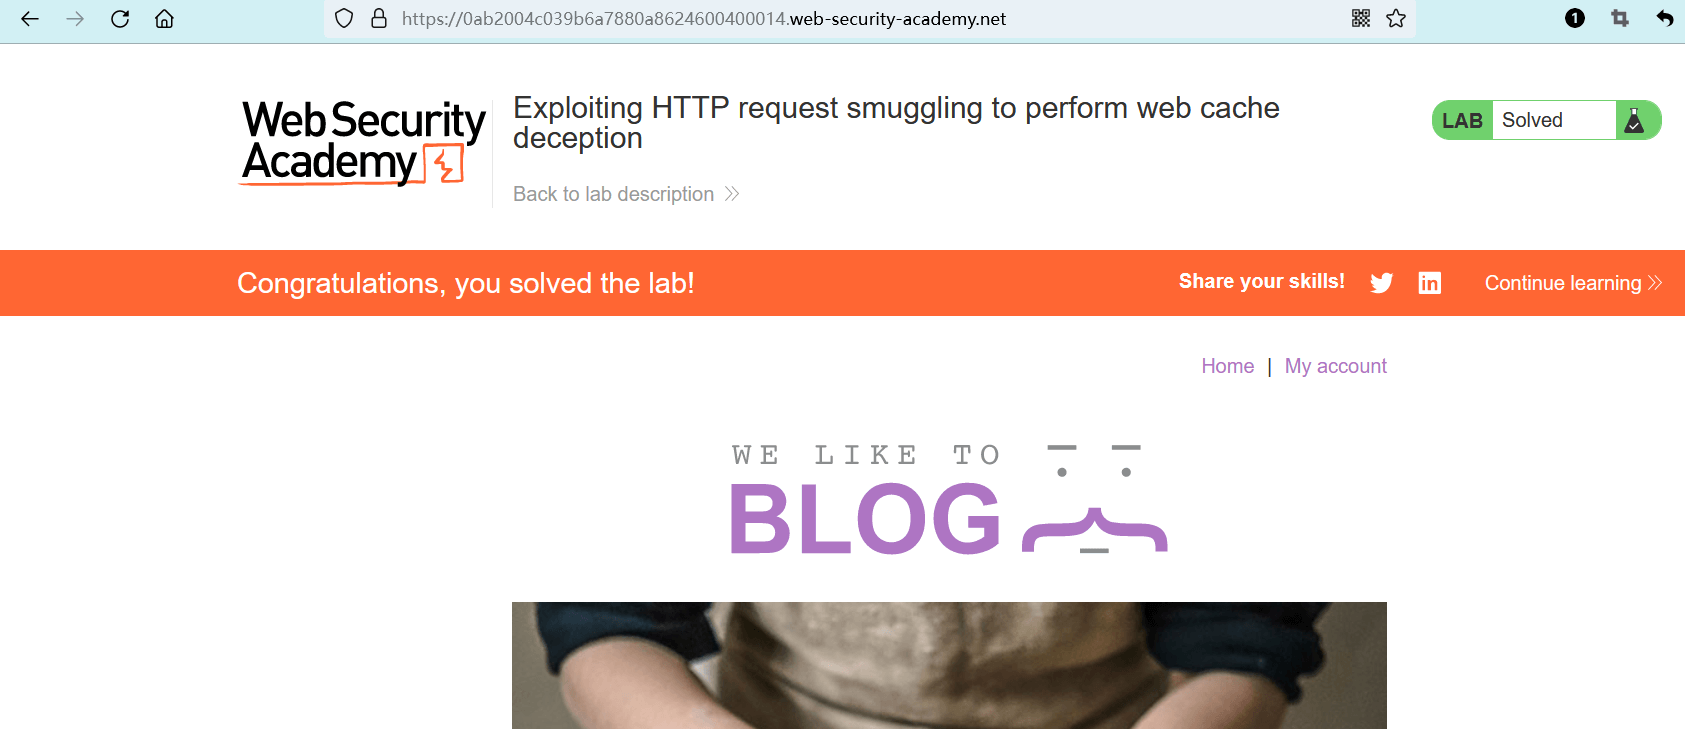 https://0ab2004c039b6a7880a8624600400014.web-security-academy.net
1
Web Security
Academy
Exploiting HTTP request smuggling to perform web cache
deception
Back to lab description
LAB Solved
Congratulations, you solved the lab!
Share your skills!
Continue learning
Home | My account
WE LIKE TO
BLOG